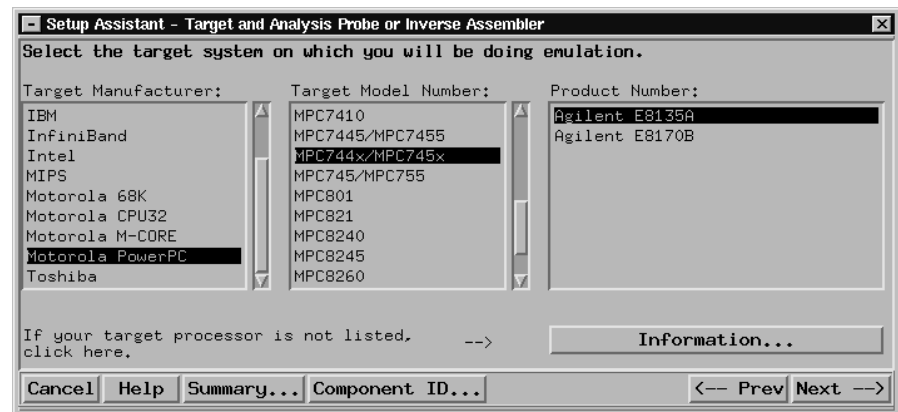 Setup Assistant - Target and Analysis Probe or Inverse Assembler
Select the target system on which you will be doing emulation.
Target Manufacturer:
IBM
InfiniBand
Intel
MIPS
Motorola 68K
Motorola CPU32
Motorola M-CORE
Motorola PowerPC
Toshiba
Target Model Number:
MPC7410
MPC7445/MPC7455
MPC744x/MPC745x
MPC745/MPC755
MPC801
MPC821
MPC8240
MPC8245
MPC8260
Product Number:
Agilent E8135A
Agilent E8170B
If your target processor is not listed,
click here.
-->
Information...
Cancel Help Summary... Component ID... <-- Prev Next -->